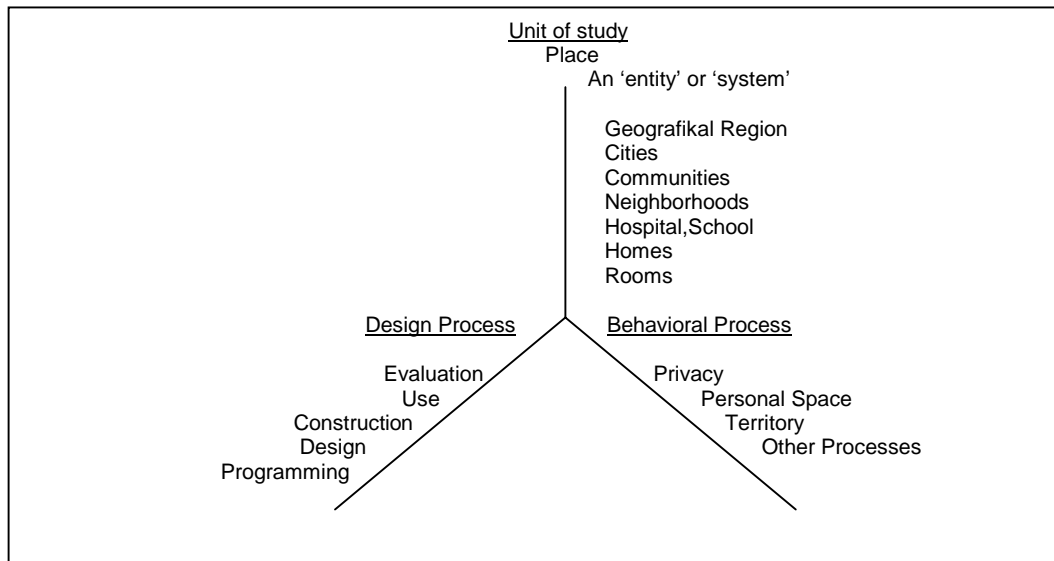 Unit of study
Place
An ‘entity’ or ‘system’
Geografikal Region
Cities
Communities
Neighborhoods
Hospital,School
Homes
Rooms
Design Process
Evaluation
Use
Construction
Design
Programming
Behavioral Process
Privacy
Personal Space
Territory
Other Processes